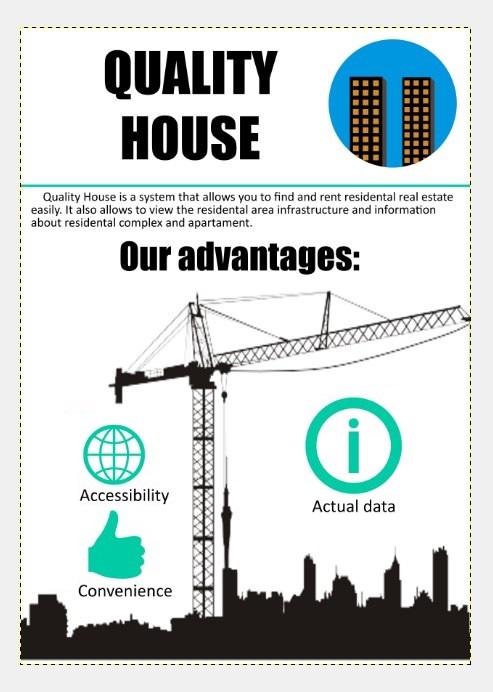 QUALITY
HOUSE
Quality House is a system that allows you to find and rent residental real estate
easily. It also allows to view the residental area infrastructure and information
about residental complex and apartament.
Our advantages:
Accessibility
Actual data
Convenience